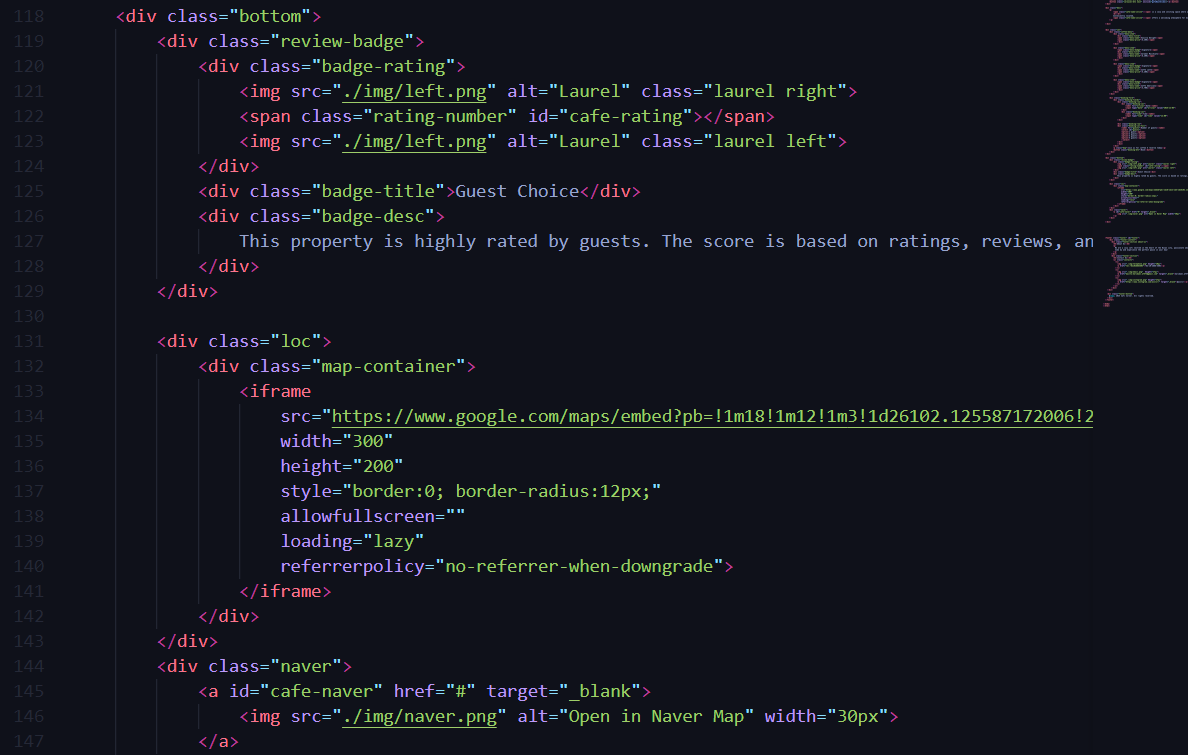 118 <div class="bottom">
119 <div class="review-badge">
120 <div class="badge-rating">
121 <img src="./img/left.png" alt="Laurel" class="laurel right">
122 <span class="rating-number" id="cafe-rating"></span>
123 <img src="./img/left.png" alt="Laurel" class="laurel left">
124 </div>
125 <div class="badge-title">Guest Choice</div>
126 <div class="badge-desc">
127 This property is highly rated by guests. The score is based on ratings, reviews, an
128 </div>
129 </div>
130
131 <div class="loc">
132 <div class="map-container">
133 <iframe
134 src="https://www.google.com/maps/embed?pb=!1m18!1m12!1m3!1d26102.125587172006!2
135 width="300"
136 height="200"
137 style="border:0; border-radius:12px;"
138 allowfullscreen=""
139 loading="lazy"
140 referrerpolicy="no-referrer-when-downgrade">
141 </iframe>
142 </div>
143 </div>
144 <div class="naver">
145 <a id="cafe-naver" href="#" target="_blank">
146 <img src="./img/naver.png" alt="Open in Naver Map" width="30px">
147 </a>